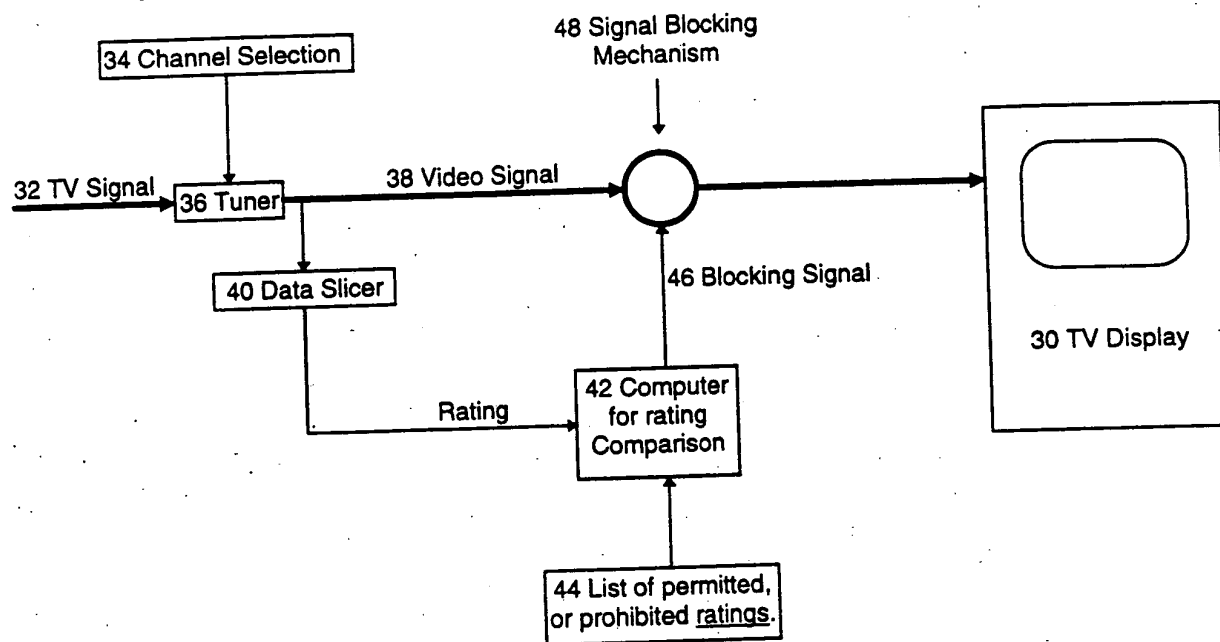 48 Signal Blocking
Mechanism
34 Channel Selection
32 TV Signal
36 Tuner
38 Video Signal
40 Data Slicer
46 Blocking Signal
30 TV Display
42 Computer
for rating
Comparison
Rating
44 List of permitted,
or prohibited ratings.